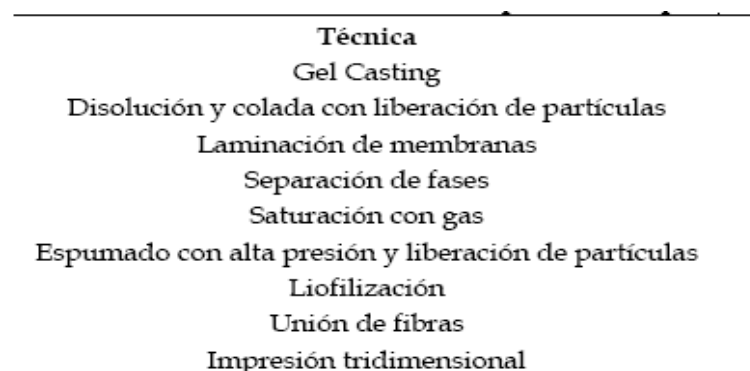 Técnica
Gel Casting
Disolución y colada con liberación de partículas
Laminación de membranas
Separación de fases
Saturación con gas
Espumado con alta presión y liberación de partículas
Liofilización
Unión de fibras
Impresión tridimensional